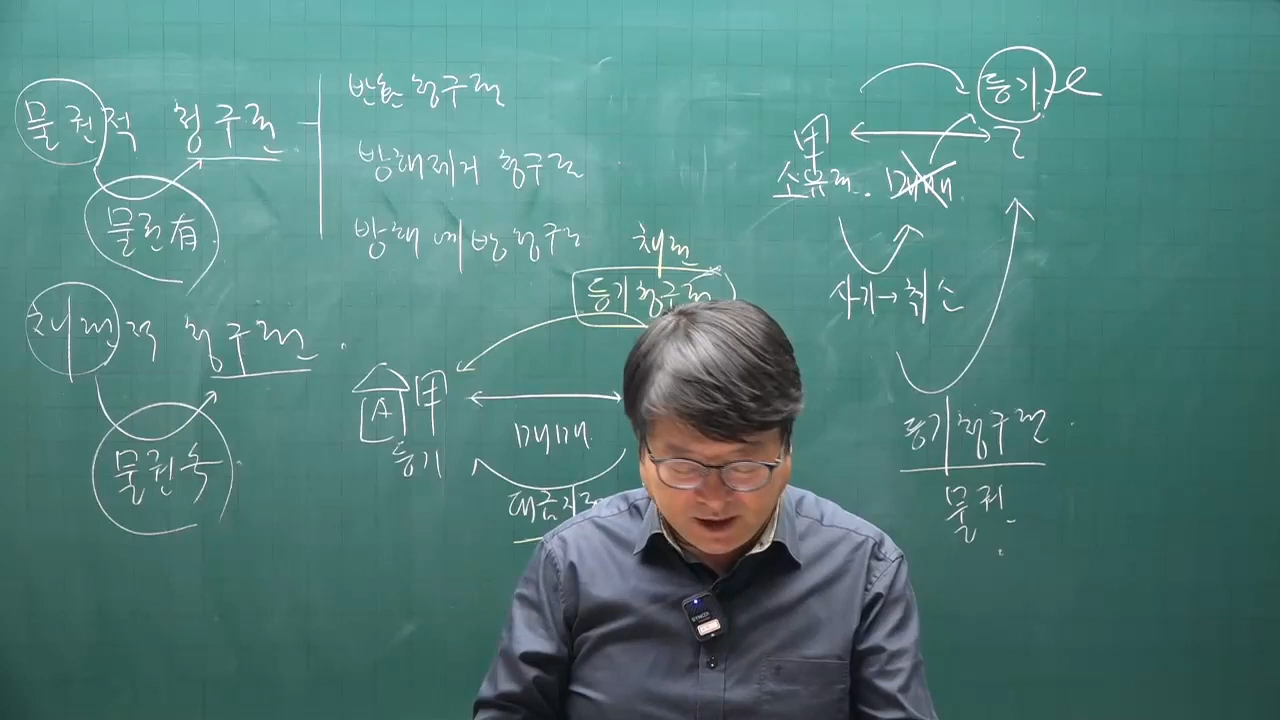 물권적 청구권
물권有
채권적 청구권
물권
반환청구권
방해제거 청구권
방해예방청구권
채권
등기청구권
A 甲
등기
매매
대금지
등기
甲
소유권. 매매
사기→취소
등기청구권
물권